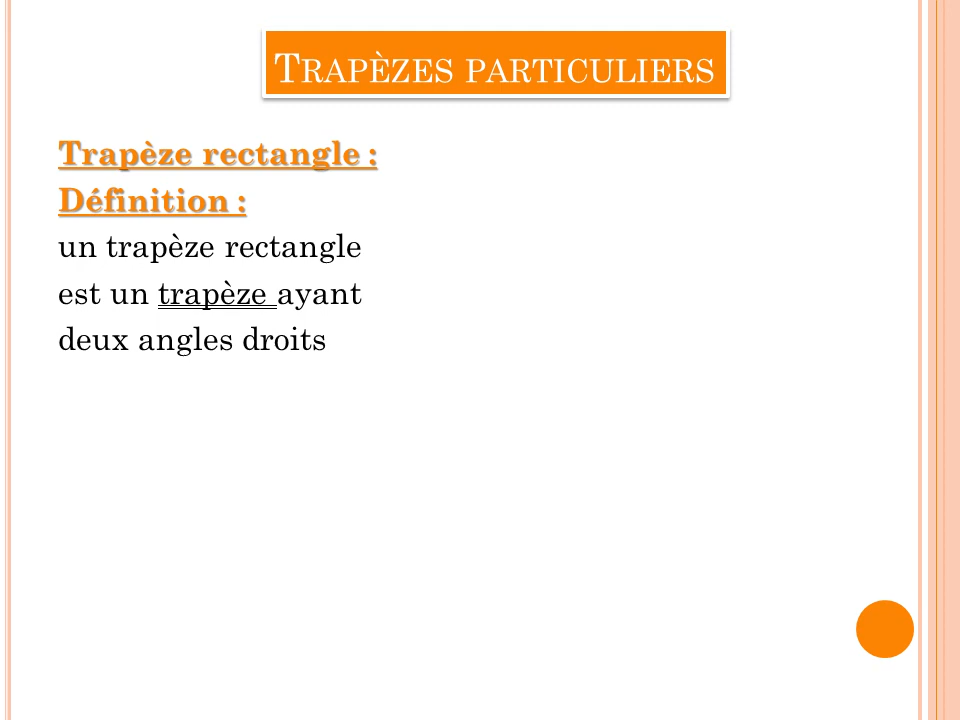 Trapèzes particuliers
Trapèze rectangle :
Définition :
un trapèze rectangle
est un trapèze ayant
deux angles droits